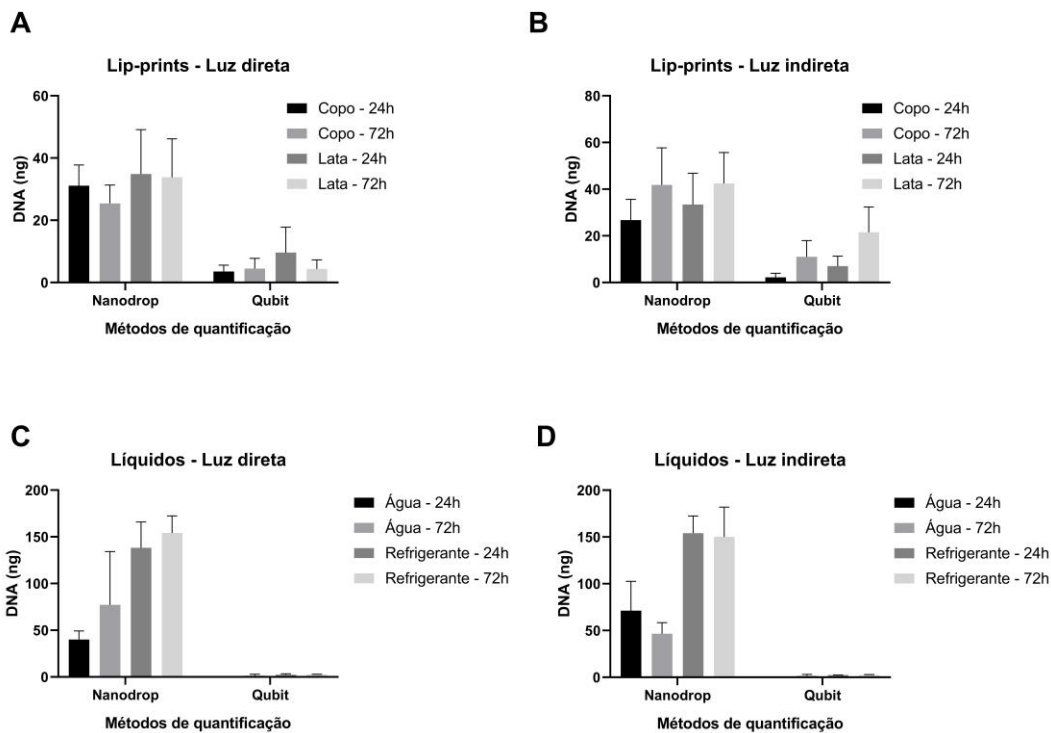 A
Lip-prints - Luz direta
60
40
20
0
DNA (ng)
Copo - 24h
Copo - 72h
Lata - 24h
Lata - 72h
Nanodrop
Qubit
Métodos de quantificação
B
Lip-prints - Luz indireta
80
60
40
20
0
DNA (ng)
Copo - 24h
Copo - 72h
Lata - 24h
Lata - 72h
Nanodrop
Qubit
Métodos de quantificação
C
Líquidos - Luz direta
200
150
100
50
0
DNA (ng)
Água - 24h
Água - 72h
Refrigerante - 24h
Refrigerante - 72h
Nanodrop
Qubit
Métodos de quantificação
D
Líquidos - Luz indireta
200
150
100
50
0
DNA (ng)
Água - 24h
Água - 72h
Refrigerante - 24h
Refrigerante - 72h
Nanodrop
Qubit
Métodos de quantificação